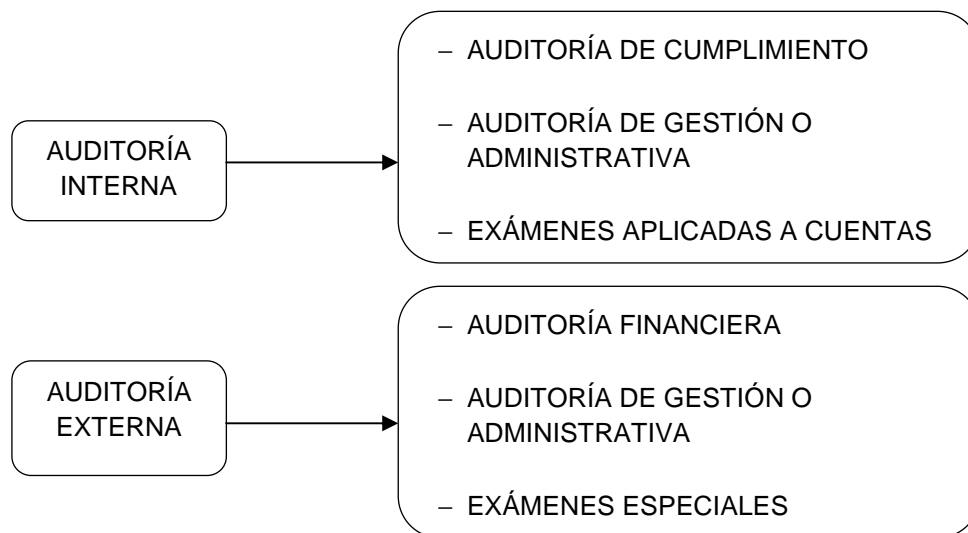 AUDITORÍA
INTERNA
– AUDITORÍA DE CUMPLIMIENTO
– AUDITORÍA DE GESTIÓN O
ADMINISTRATIVA
– EXÁMENES APLICADAS A CUENTAS
AUDITORÍA
EXTERNA
– AUDITORÍA FINANCIERA
– AUDITORÍA DE GESTIÓN O
ADMINISTRATIVA
– EXÁMENES ESPECIALES